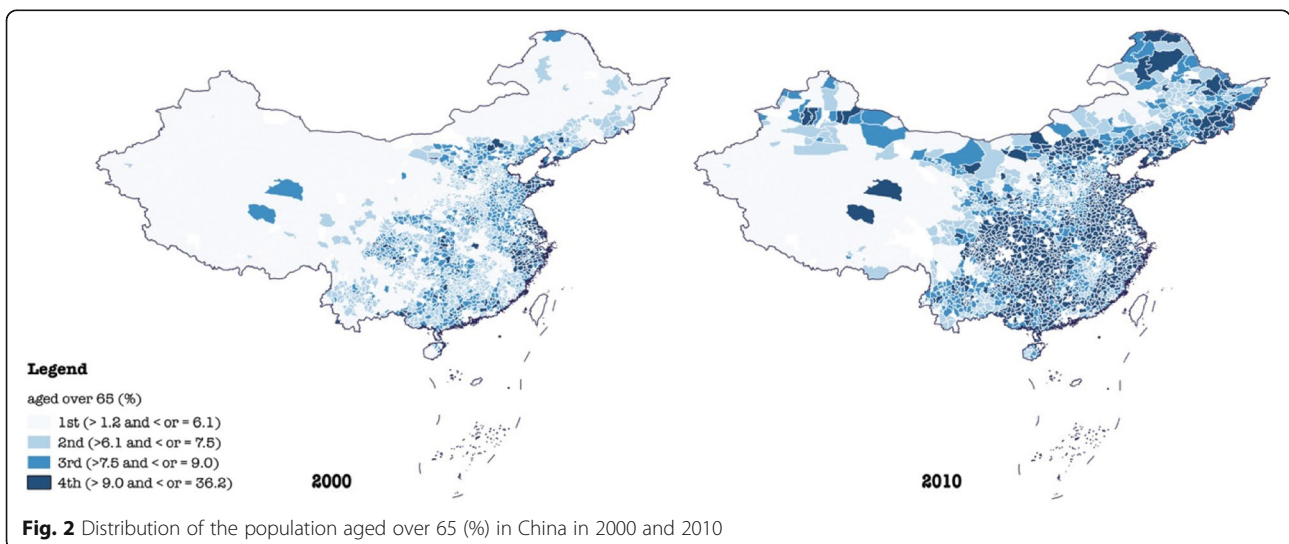 Legend
aged over 65 (%)
1st (> 1.2 and < or = 6.1)
2nd (>6.1 and < or = 7.5)
3rd (>7.5 and < or = 9.0)
4th (> 9.0 and < or = 36.2)
2000
2010
Fig. 2 Distribution of the population aged over 65 (%) in China in 2000 and 2010